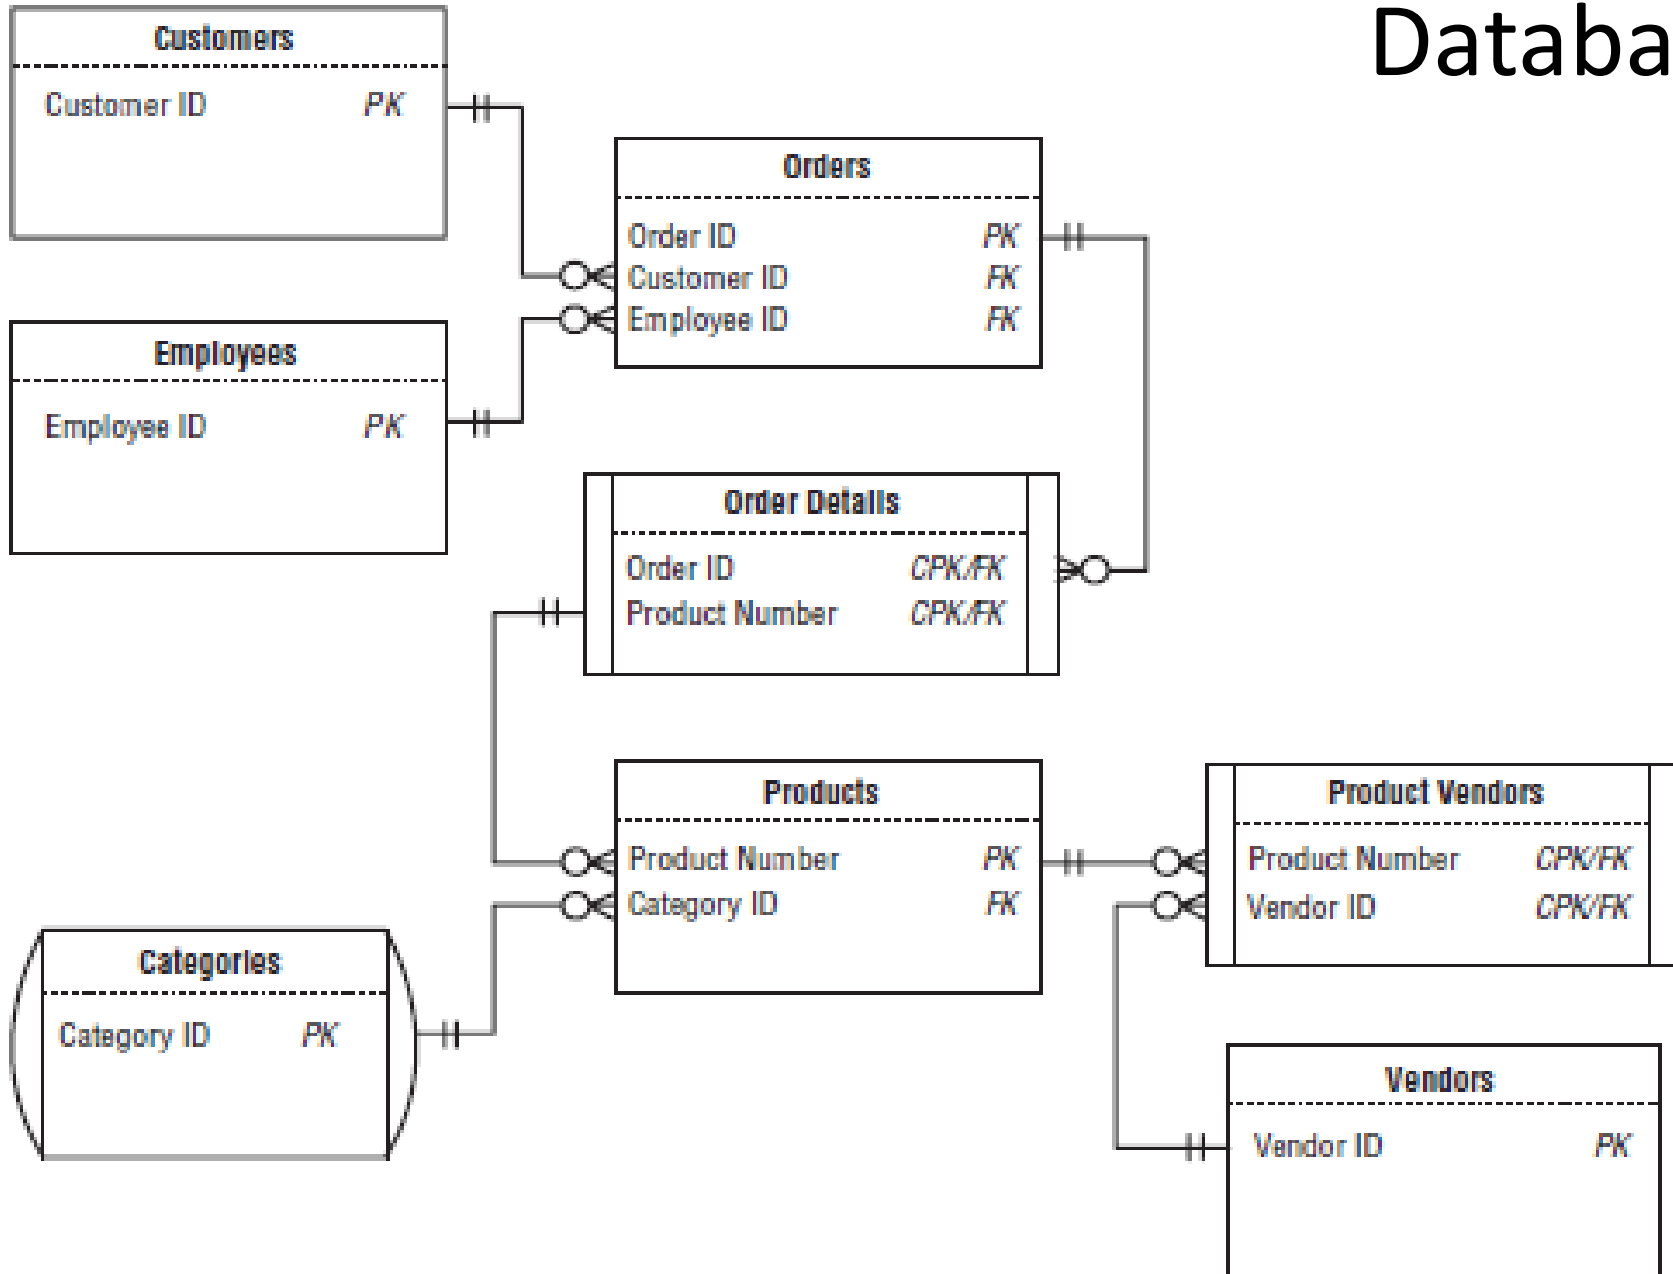 Databa
Customers
Customer ID PK
Orders
Order ID PK
Customer ID FK
Employee ID FK
Employees
Employee ID PK
Order Details
Order ID CPK/FK
Product Number CPK/FK
Products
Product Number PK
Category ID FK
Product Vendors
Product Number CPK/FK
Vendor ID CPK/FK
Categories
Category ID PK
Vendors
Vendor ID PK